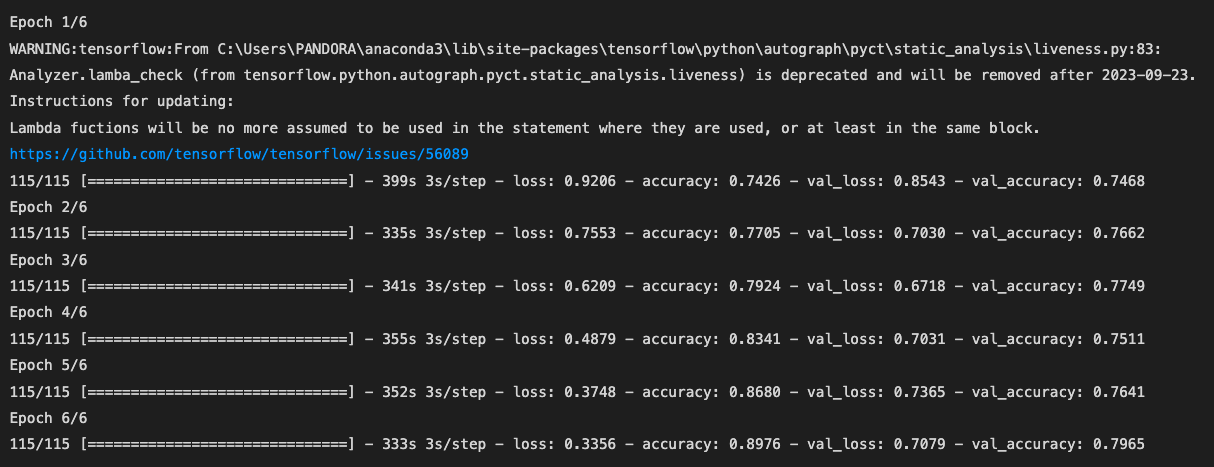 Epoch 1/6
WARNING:tensorflow:From C:\Users\PANDORA\anaconda3\lib\site-packages\tensorflow\python\autograph\pyct\static_analysis\liveness.py:83:
Analyzer.lamba_check (from tensorflow.python.autograph.pyct.static_analysis.liveness) is deprecated and will be removed after 2023-09-23.
Instructions for updating:
Lambda fuctions will be no more assumed to be used in the statement where they are used, or at least in the same block.
https://github.com/tensorflow/tensorflow/issues/56089
115/115 [==============================] - 399s 3s/step - loss: 0.9206 - accuracy: 0.7426 - val_loss: 0.8543 - val_accuracy: 0.7468
Epoch 2/6
115/115 [==============================] - 335s 3s/step - loss: 0.7553 - accuracy: 0.7705 - val_loss: 0.7030 - val_accuracy: 0.7662
Epoch 3/6
115/115 [==============================] - 341s 3s/step - loss: 0.6209 - accuracy: 0.7924 - val_loss: 0.6718 - val_accuracy: 0.7749
Epoch 4/6
115/115 [==============================] - 355s 3s/step - loss: 0.4879 - accuracy: 0.8341 - val_loss: 0.7031 - val_accuracy: 0.7511
Epoch 5/6
115/115 [==============================] - 352s 3s/step - loss: 0.3748 - accuracy: 0.8680 - val_loss: 0.7365 - val_accuracy: 0.7641
Epoch 6/6
115/115 [==============================] - 333s 3s/step - loss: 0.3356 - accuracy: 0.8976 - val_loss: 0.7079 - val_accuracy: 0.7965